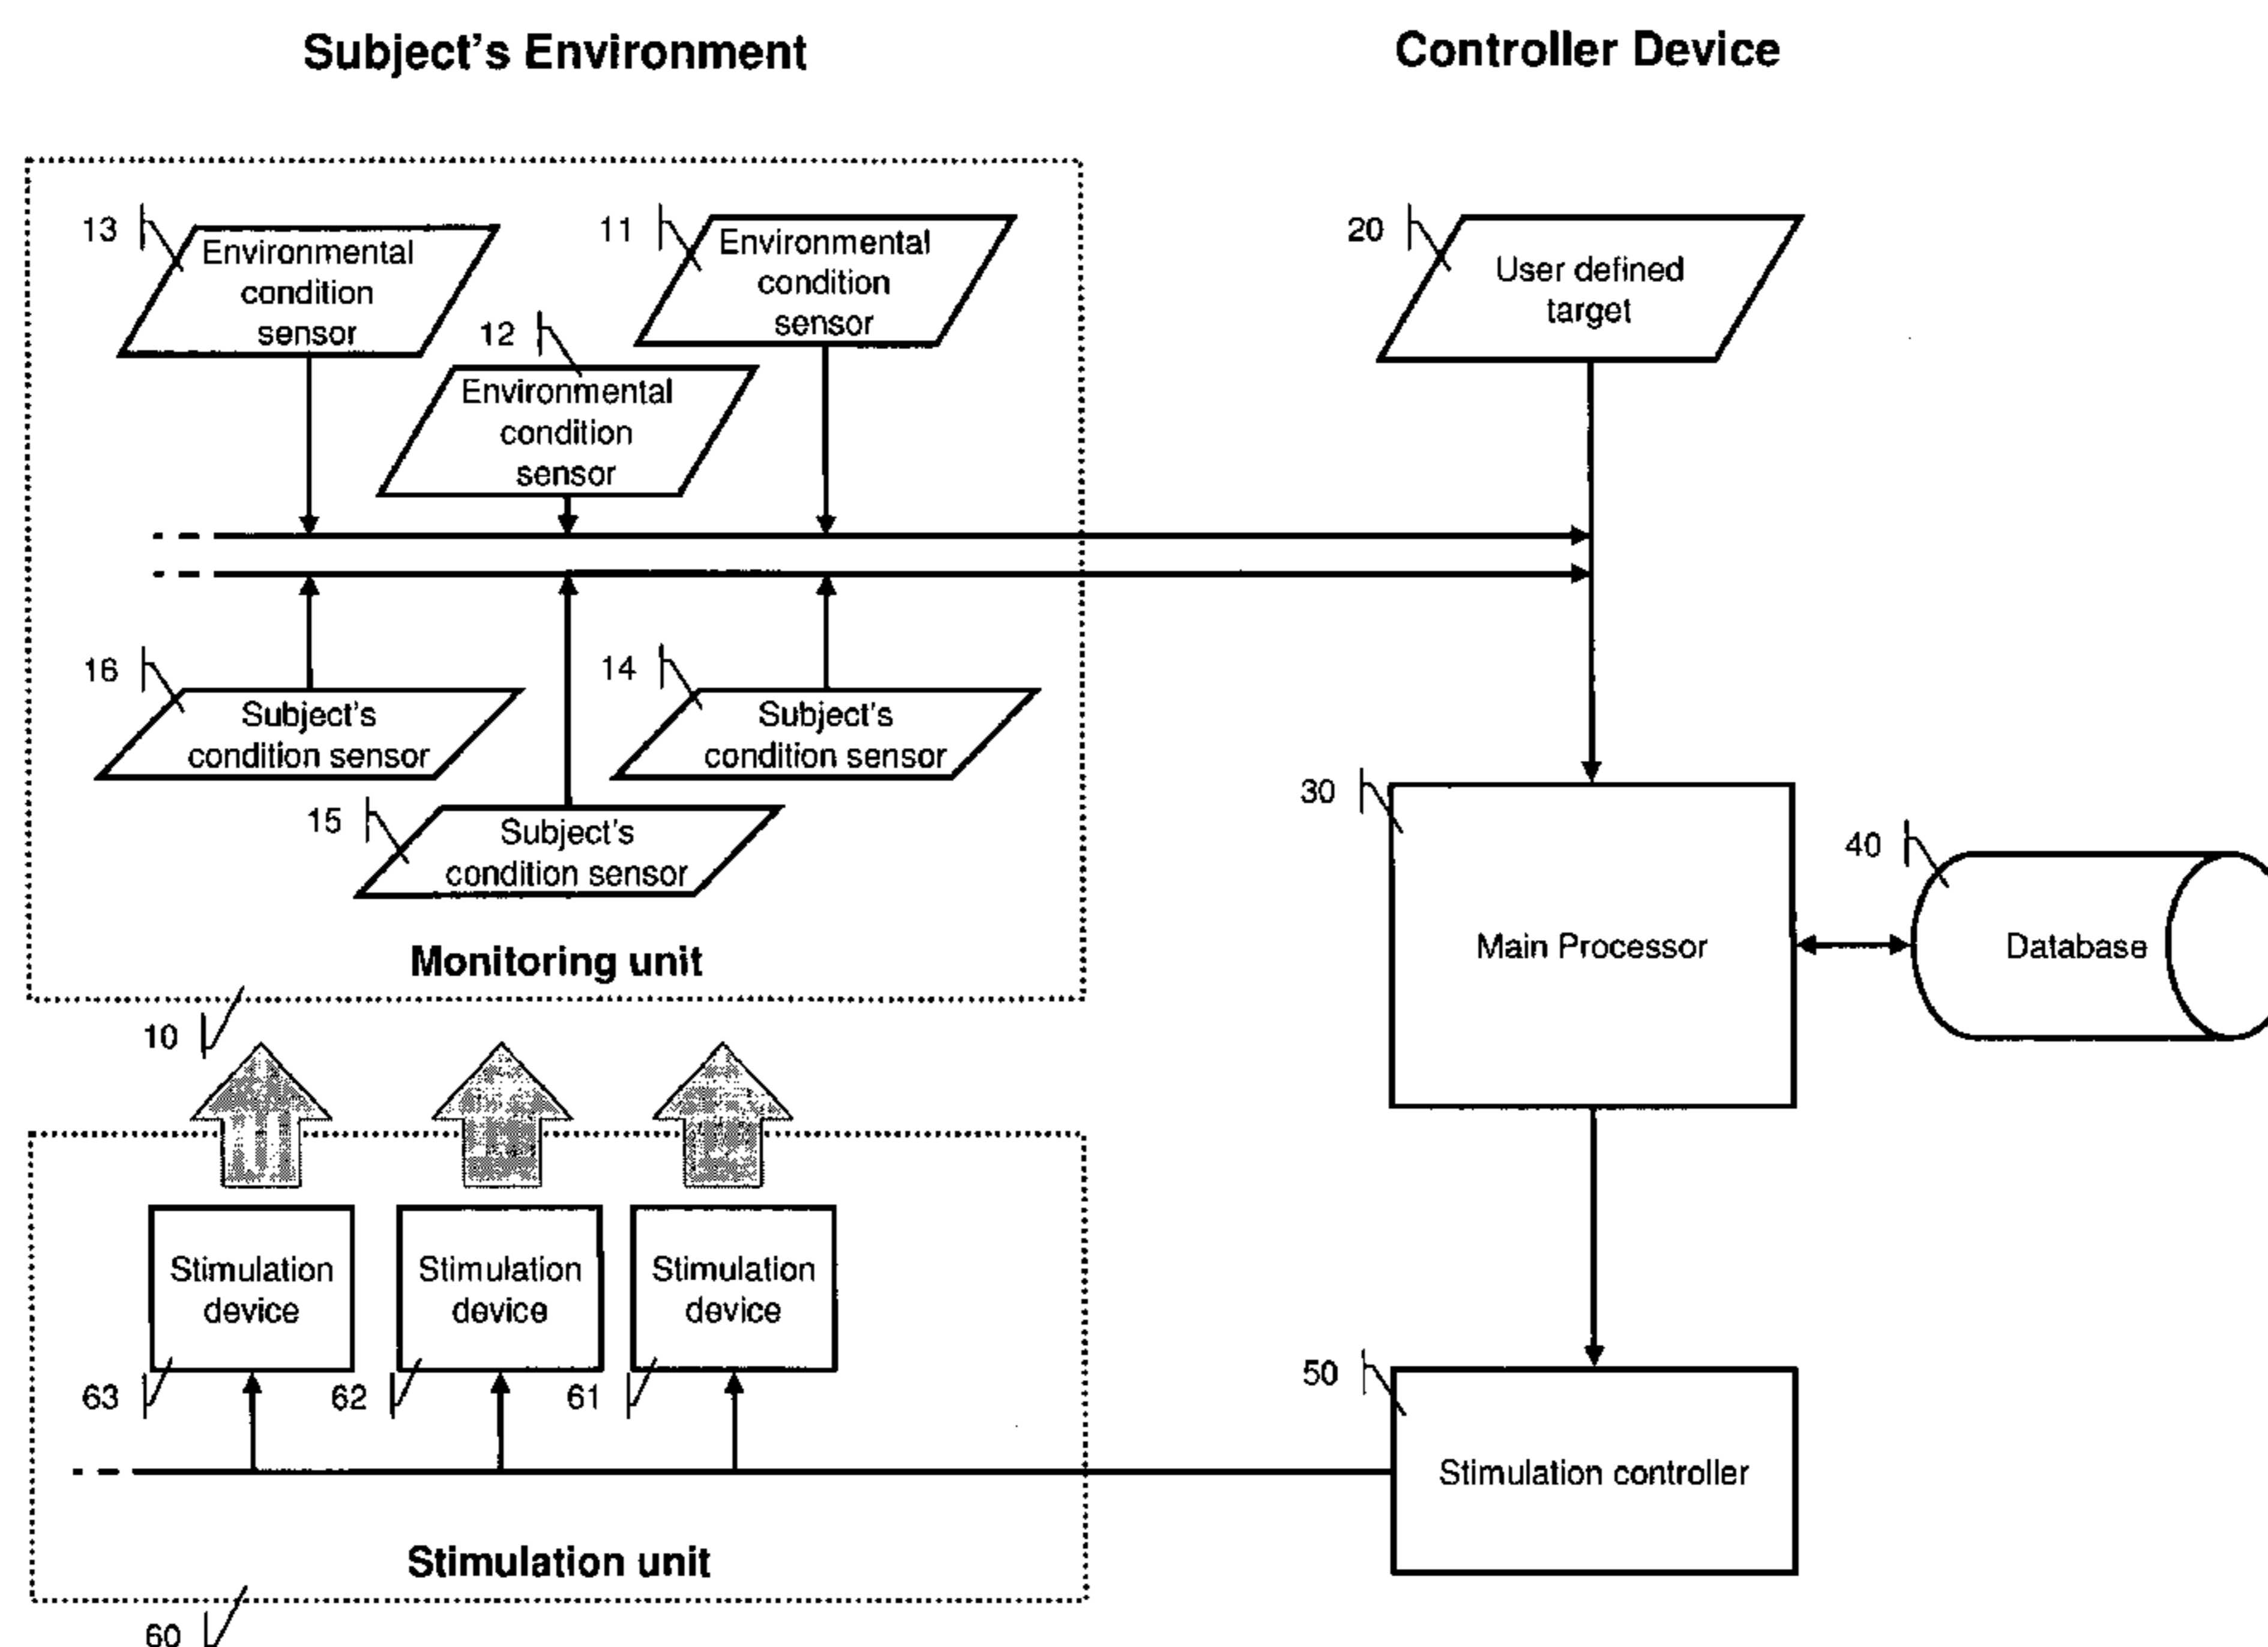 Subject's Environment
Controller Device
13
Environmental
condition
sensor
11
Environmental
condition
sensor
12
Environmental
condition
sensor
20
User defined
target
16
Subject's
condition sensor
14
Subject's
condition sensor
15
Subject's
condition sensor
Monitoring unit
10
30
Main Processor
40
Database
Stimulation
device
63
Stimulation
device
62
Stimulation
device
61
50
Stimulation controller
Stimulation unit
60